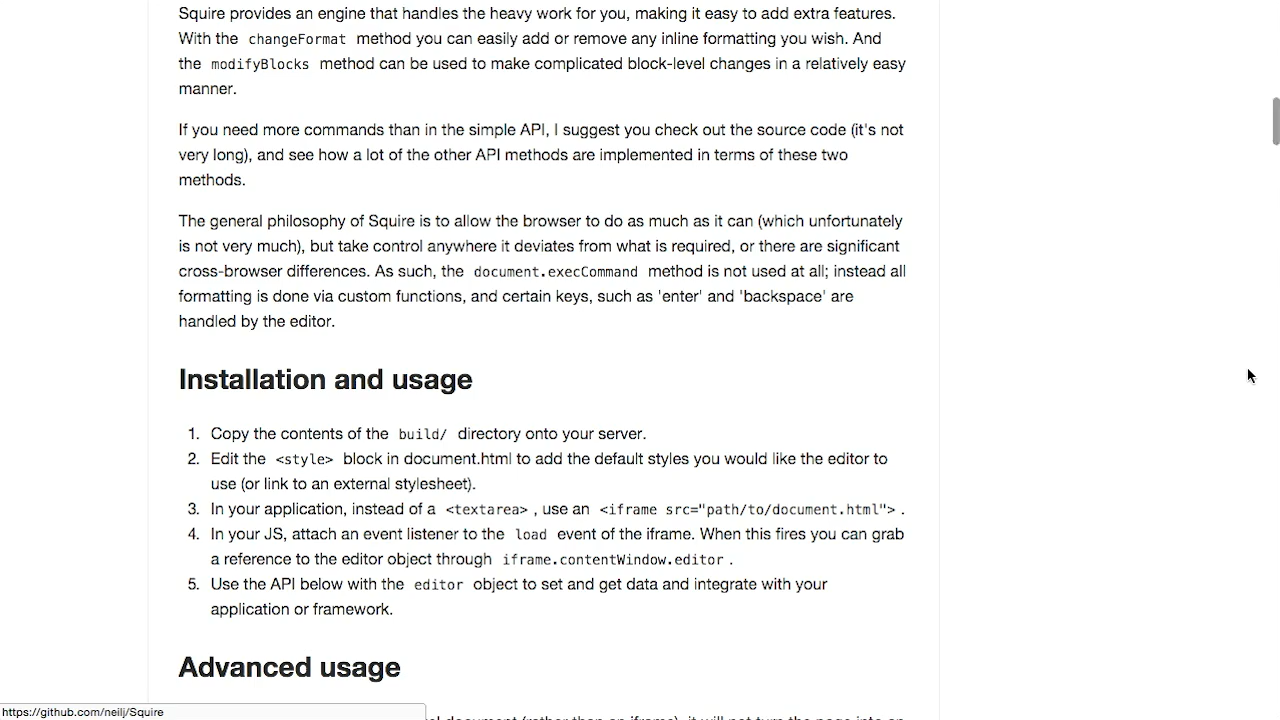 Squire provides an engine that handles the heavy work for you, making it easy to add extra features.
With the changeFormat method you can easily add or remove any inline formatting you wish. And
the modifyBlocks method can be used to make complicated block-level changes in a relatively easy
manner.
If you need more commands than in the simple API, I suggest you check out the source code (it's not
very long), and see how a lot of the other API methods are implemented in terms of these two
methods.
The general philosophy of Squire is to allow the browser to do as much as it can (which unfortunately
is not very much), but take control anywhere it deviates from what is required, or there are significant
cross-browser differences. As such, the document.execCommand method is not used at all; instead all
formatting is done via custom functions, and certain keys, such as 'enter' and 'backspace' are
handled by the editor.
Installation and usage
1. Copy the contents of the build/ directory onto your server.
2. Edit the <style> block in document.html to add the default styles you would like the editor to
use (or link to an external stylesheet).
3. In your application, instead of a <textarea> , use an <iframe src="path/to/document.html"> .
4. In your JS, attach an event listener to the load event of the iframe. When this fires you can grab
a reference to the editor object through iframe.contentWindow.editor .
5. Use the API below with the editor object to set and get data and integrate with your
application or framework.
Advanced usage
document (rather than an iframe), it will not turn the page into an
https://github.com/neilj/Squire